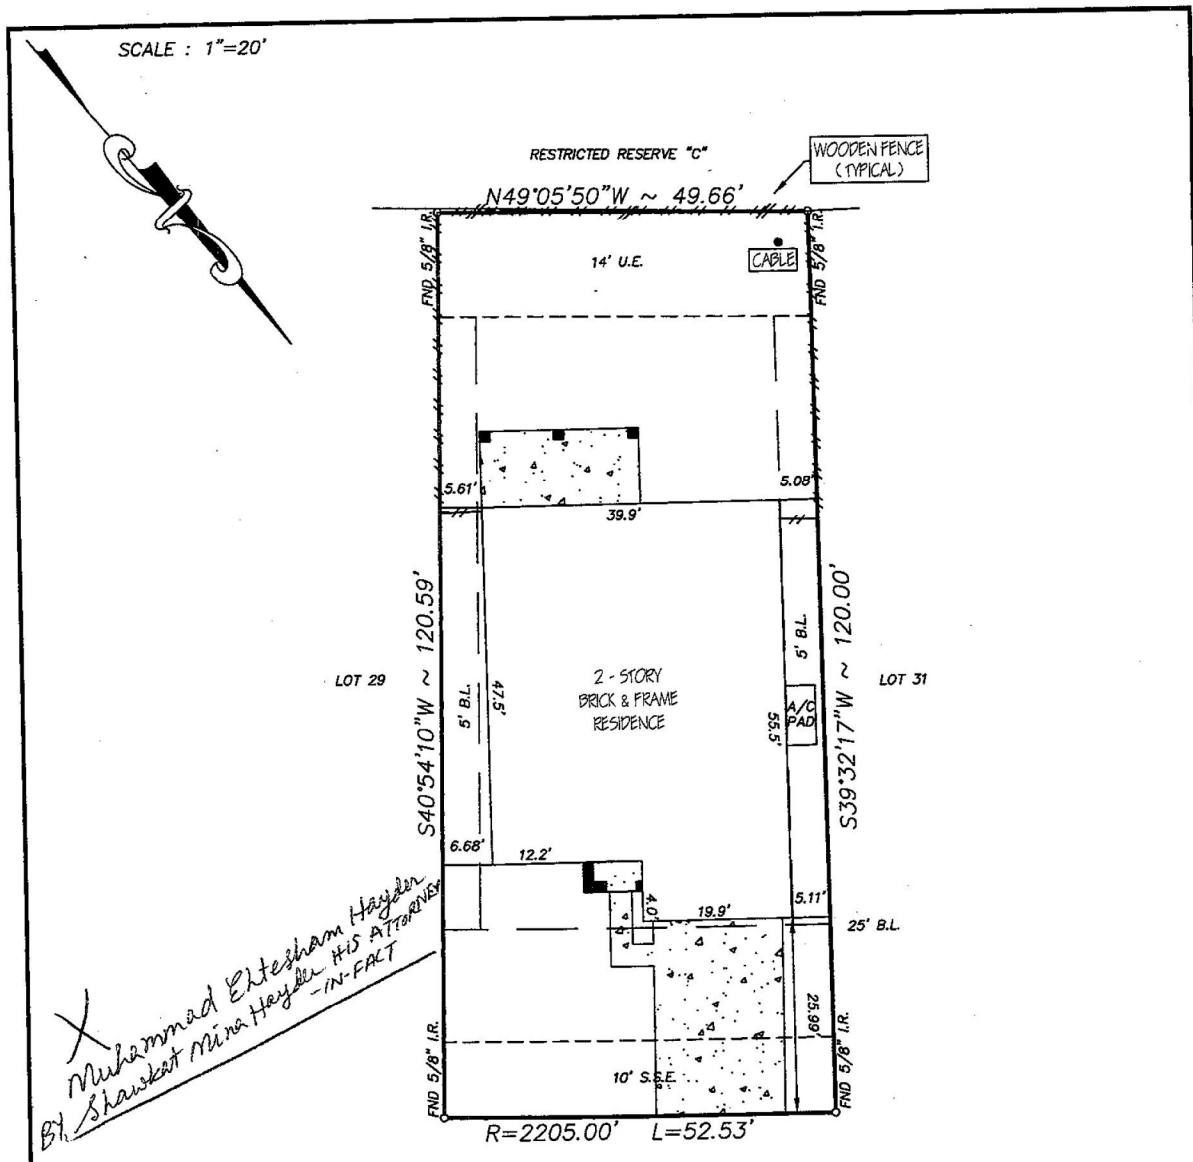 SCALE : 1"=20'
RESTRICTED RESERVE "C"
WOODEN FENCE
(TYPICAL)
N49°05'50"W ~ 49.66'
FND 5/8" I.R.
FND 5/8" I.R.
14' U.E.
CABLE
5.61'
5.08'
39.9'
S40°54'10"W ~ 120.59'
S39°32'17"W ~ 120.00'
LOT 29
LOT 31
5' B.L.
5' B.L.
47.5'
55.5'
2 - STORY
BRICK & FRAME
RESIDENCE
A/C
PAD
6.68'
12.2'
4.0'
19.9'
5.11'
25' B.L.
25.99'
X
Muhammad Ehtesham Hayder
BY Shawkat Mina Hayder HIS ATTORNEY
-IN-FACT
FND 5/8" I.R.
FND 5/8" I.R.
10' S.S.E.
R=2205.00' L=52.53'